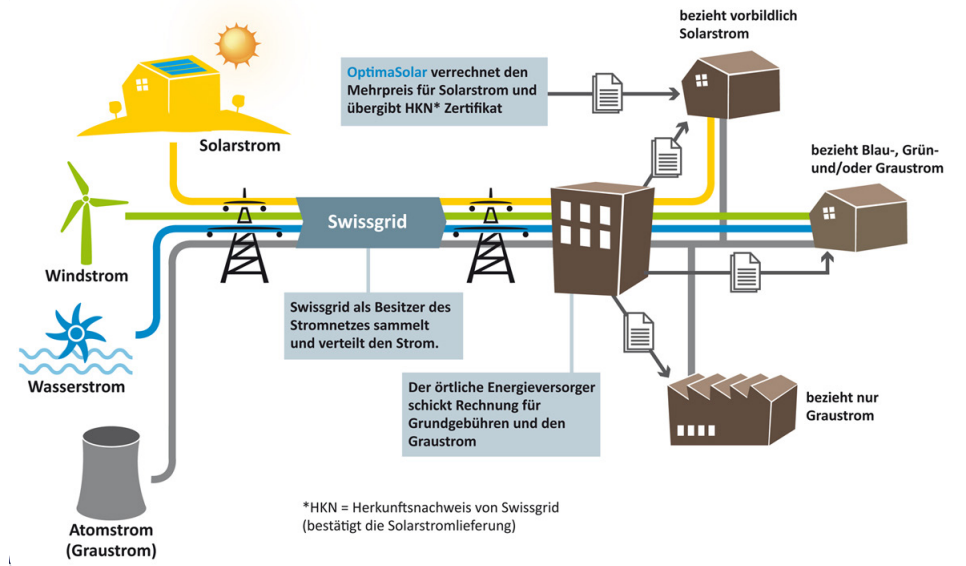 bezieht vorbildlich
Solarstrom
OptimaSolar verrechnet den
Mehrpreis für Solarstrom und
übergibt HKN* Zertifikat
Solarstrom
bezieht Blau-, Grün-
und/oder Graustrom
Swissgrid
Windstrom
Swissgrid als Besitzer des
Stromnetzes sammelt
und verteilt den Strom.
Wasserstrom
Der örtliche Energieversorger
schickt Rechnung für
Grundgebühren und den
Graustrom
bezieht nur
Graustrom
*HKN = Herkunftsnachweis von Swissgrid
(bestätigt die Solarstromlieferung)
Atomstrom
(Graustrom)